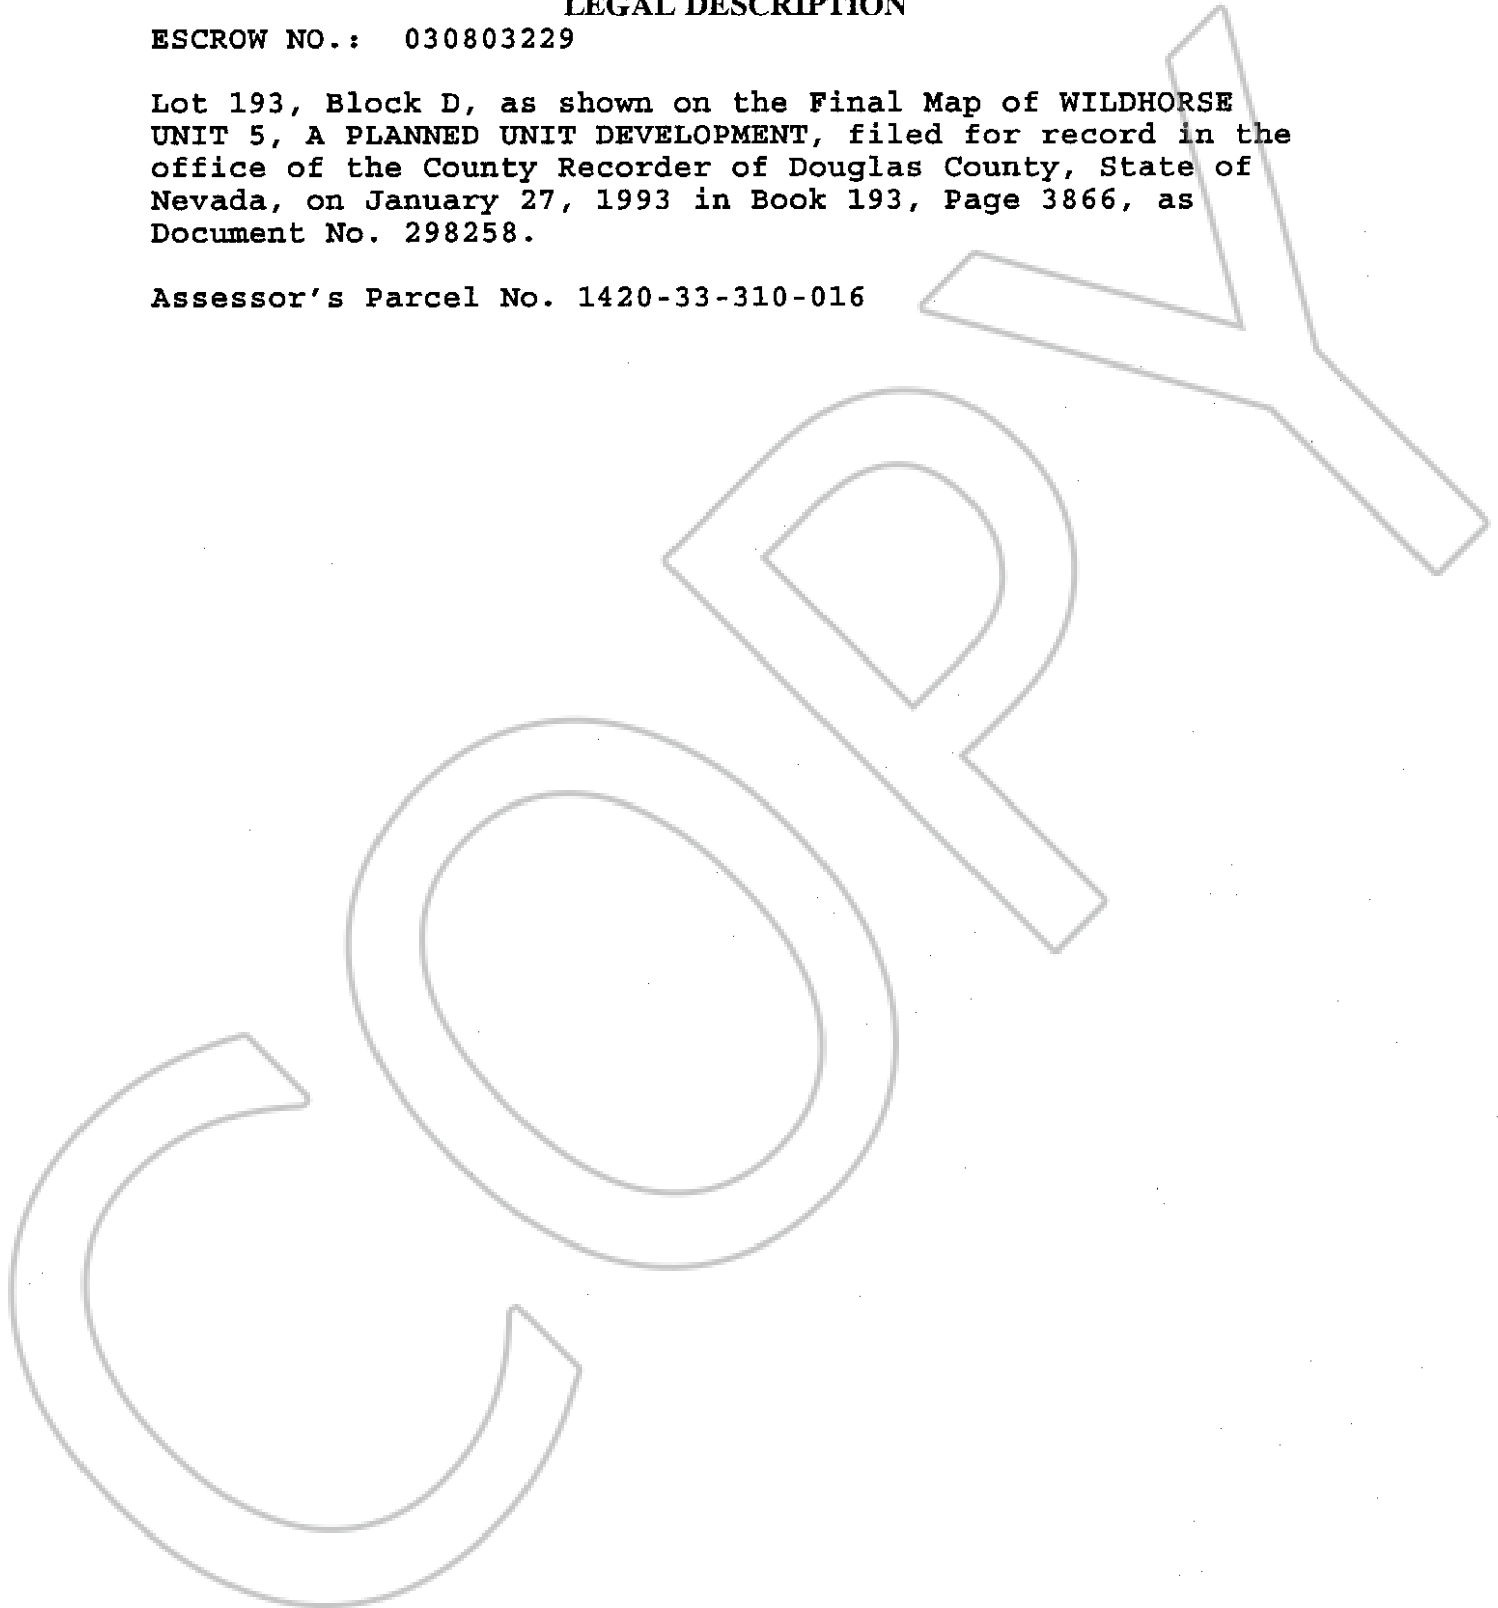 LEGAL DESCRIPTION
ESCROW NO.: 030803229
Lot 193, Block D, as shown on the Final Map of WILDHORSE
UNIT 5, A PLANNED UNIT DEVELOPMENT, filed for record in the
office of the County Recorder of Douglas County, State of
Nevada, on January 27, 1993 in Book 193, Page 3866, as
Document No. 298258.
Assessor's Parcel No. 1420-33-310-016
COPY